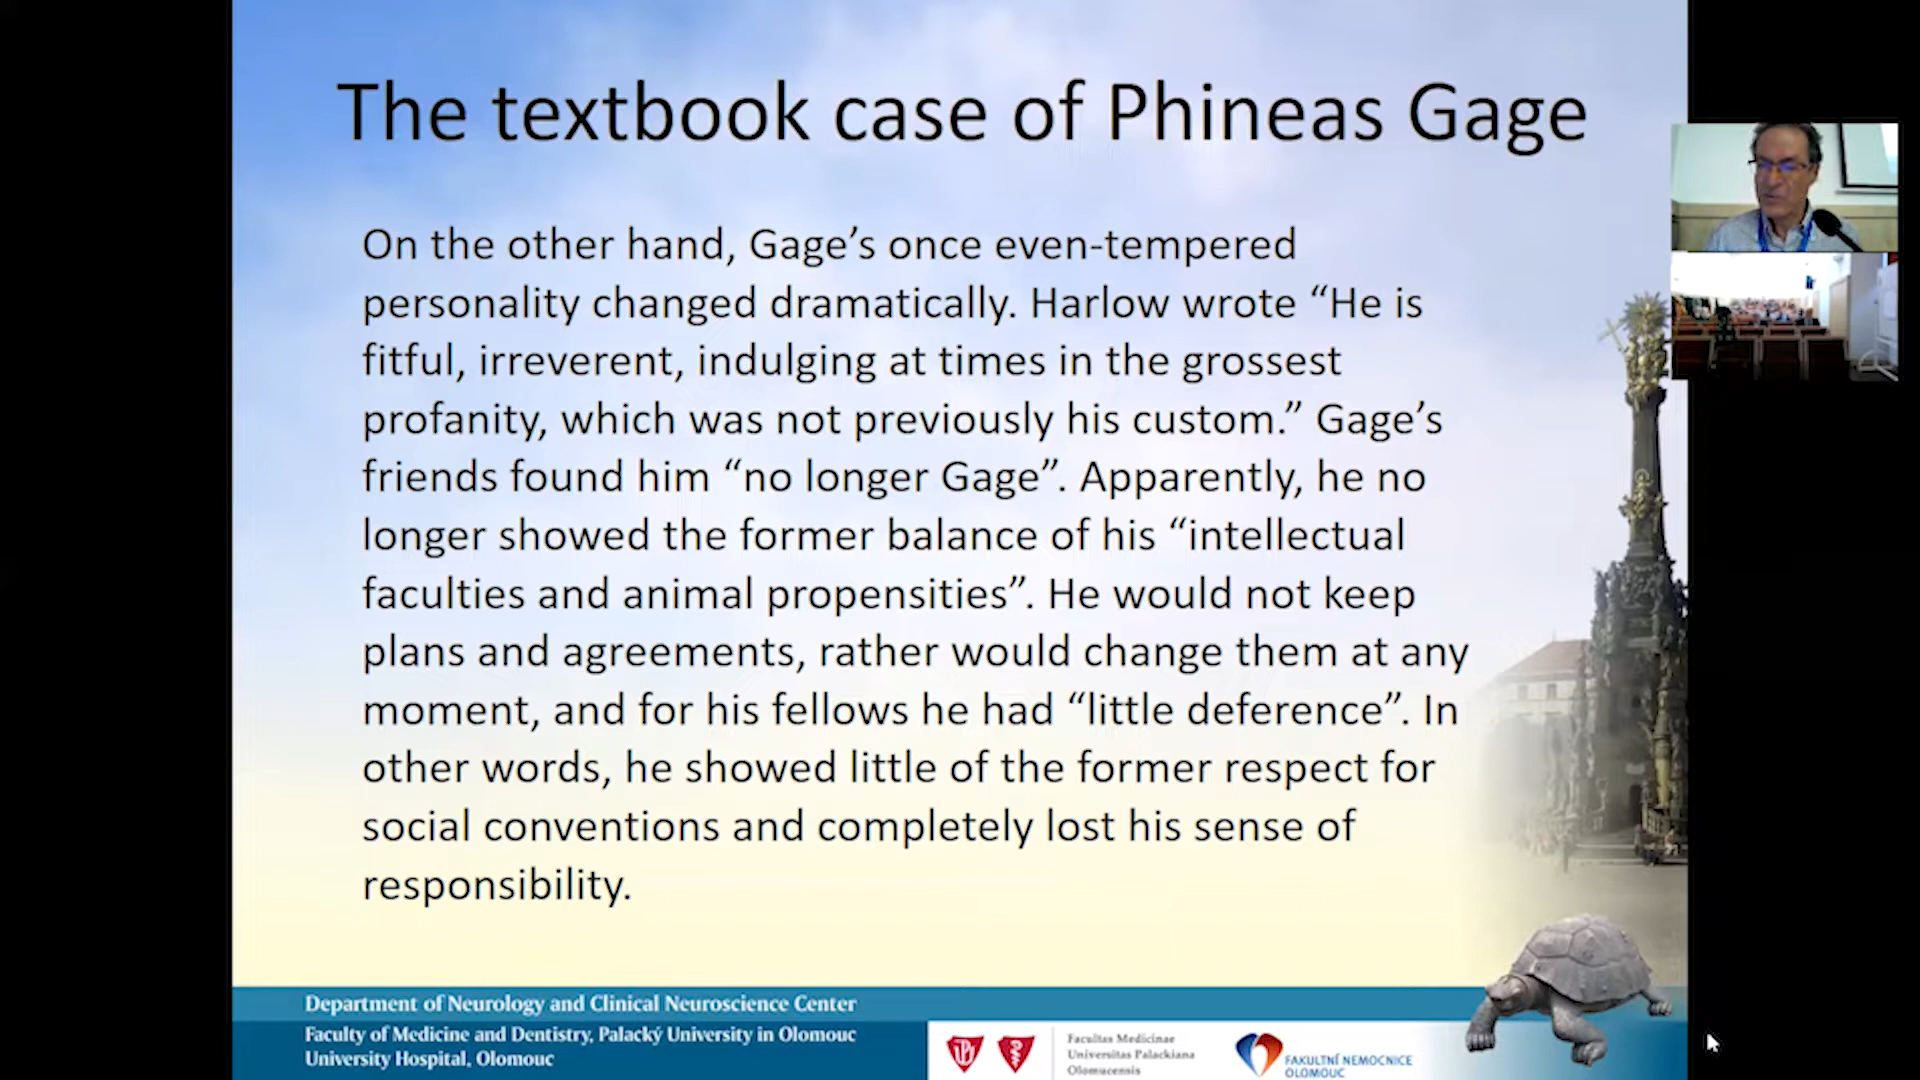 The textbook case of Phineas Gage
On the other hand, Gage’s once even-tempered
personality changed dramatically. Harlow wrote “He is
fitful, irreverent, indulging at times in the grossest
profanity, which was not previously his custom.” Gage’s
friends found him “no longer Gage”. Apparently, he no
longer showed the former balance of his “intellectual
faculties and animal propensities”. He would not keep
plans and agreements, rather would change them at any
moment, and for his fellows he had “little deference”. In
other words, he showed little of the former respect for
social conventions and completely lost his sense of
responsibility.
Department of Neurology and Clinical Neuroscience Center
Faculty of Medicine and Dentistry, Palacký University in Olomouc
University Hospital, Olomouc
Facultas Medicinae
Universitas Palackiana
Olomucensis
FAKULTNÍ NEMOCNICE
OLOMOUC